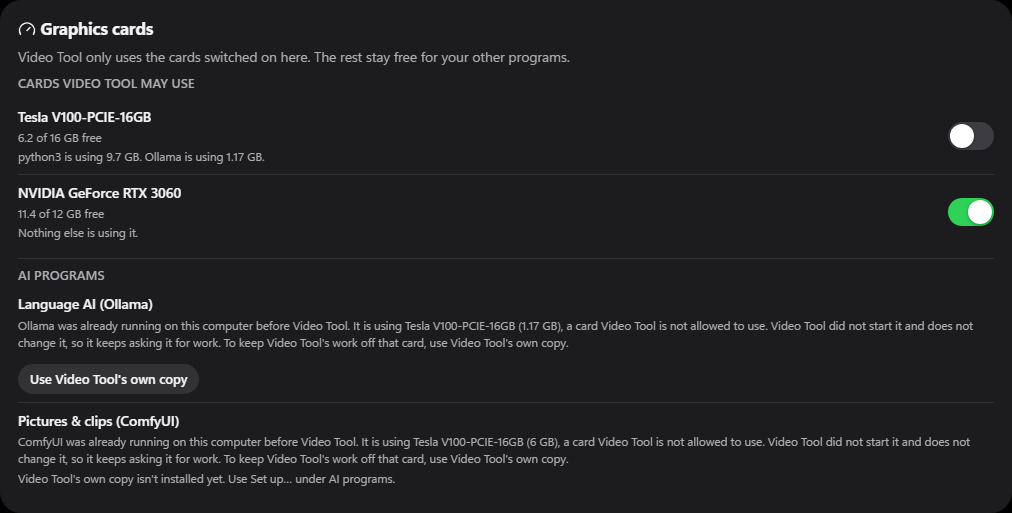 Graphics cards
Video Tool only uses the cards switched on here. The rest stay free for your other programs.
CARDS VIDEO TOOL MAY USE
Tesla V100-PCIE-16GB
6.2 of 16 GB free
python3 is using 9.7 GB. Ollama is using 1.17 GB.
NVIDIA GeForce RTX 3060
11.4 of 12 GB free
Nothing else is using it.
AI PROGRAMS
Language AI (Ollama)
Ollama was already running on this computer before Video Tool. It is using Tesla V100-PCIE-16GB (1.17 GB), a card Video Tool is not allowed to use. Video Tool did not start it and does not
change it, so it keeps asking it for work. To keep Video Tool's work off that card, use Video Tool's own copy.
Use Video Tool's own copy
Pictures & clips (ComfyUI)
ComfyUI was already running on this computer before Video Tool. It is using Tesla V100-PCIE-16GB (6 GB), a card Video Tool is not allowed to use. Video Tool did not start it and does not
change it, so it keeps asking it for work. To keep Video Tool's work off that card, use Video Tool's own copy.
Video Tool's own copy isn't installed yet. Use Set up... under AI programs.